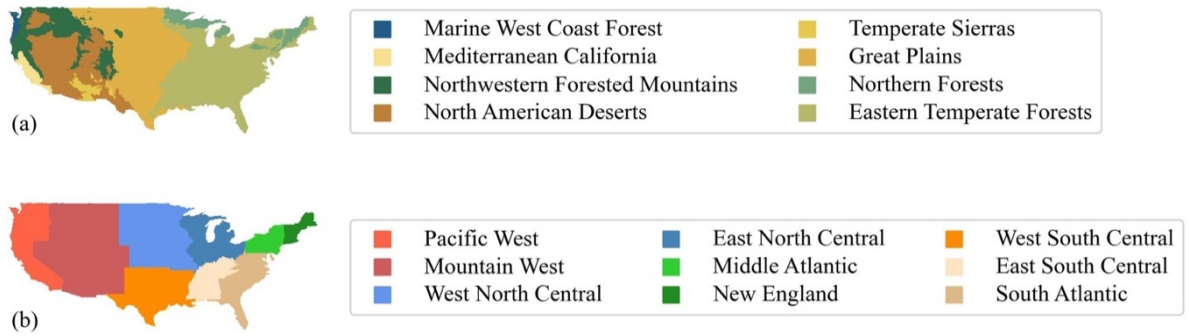 Marine West Coast Forest
Mediterranean California
Northwestern Forested Mountains
North American Deserts
Temperate Sierras
Great Plains
Northern Forests
Eastern Temperate Forests
(a)
Pacific West
Mountain West
West North Central
East North Central
Middle Atlantic
New England
West South Central
East South Central
South Atlantic
(b)